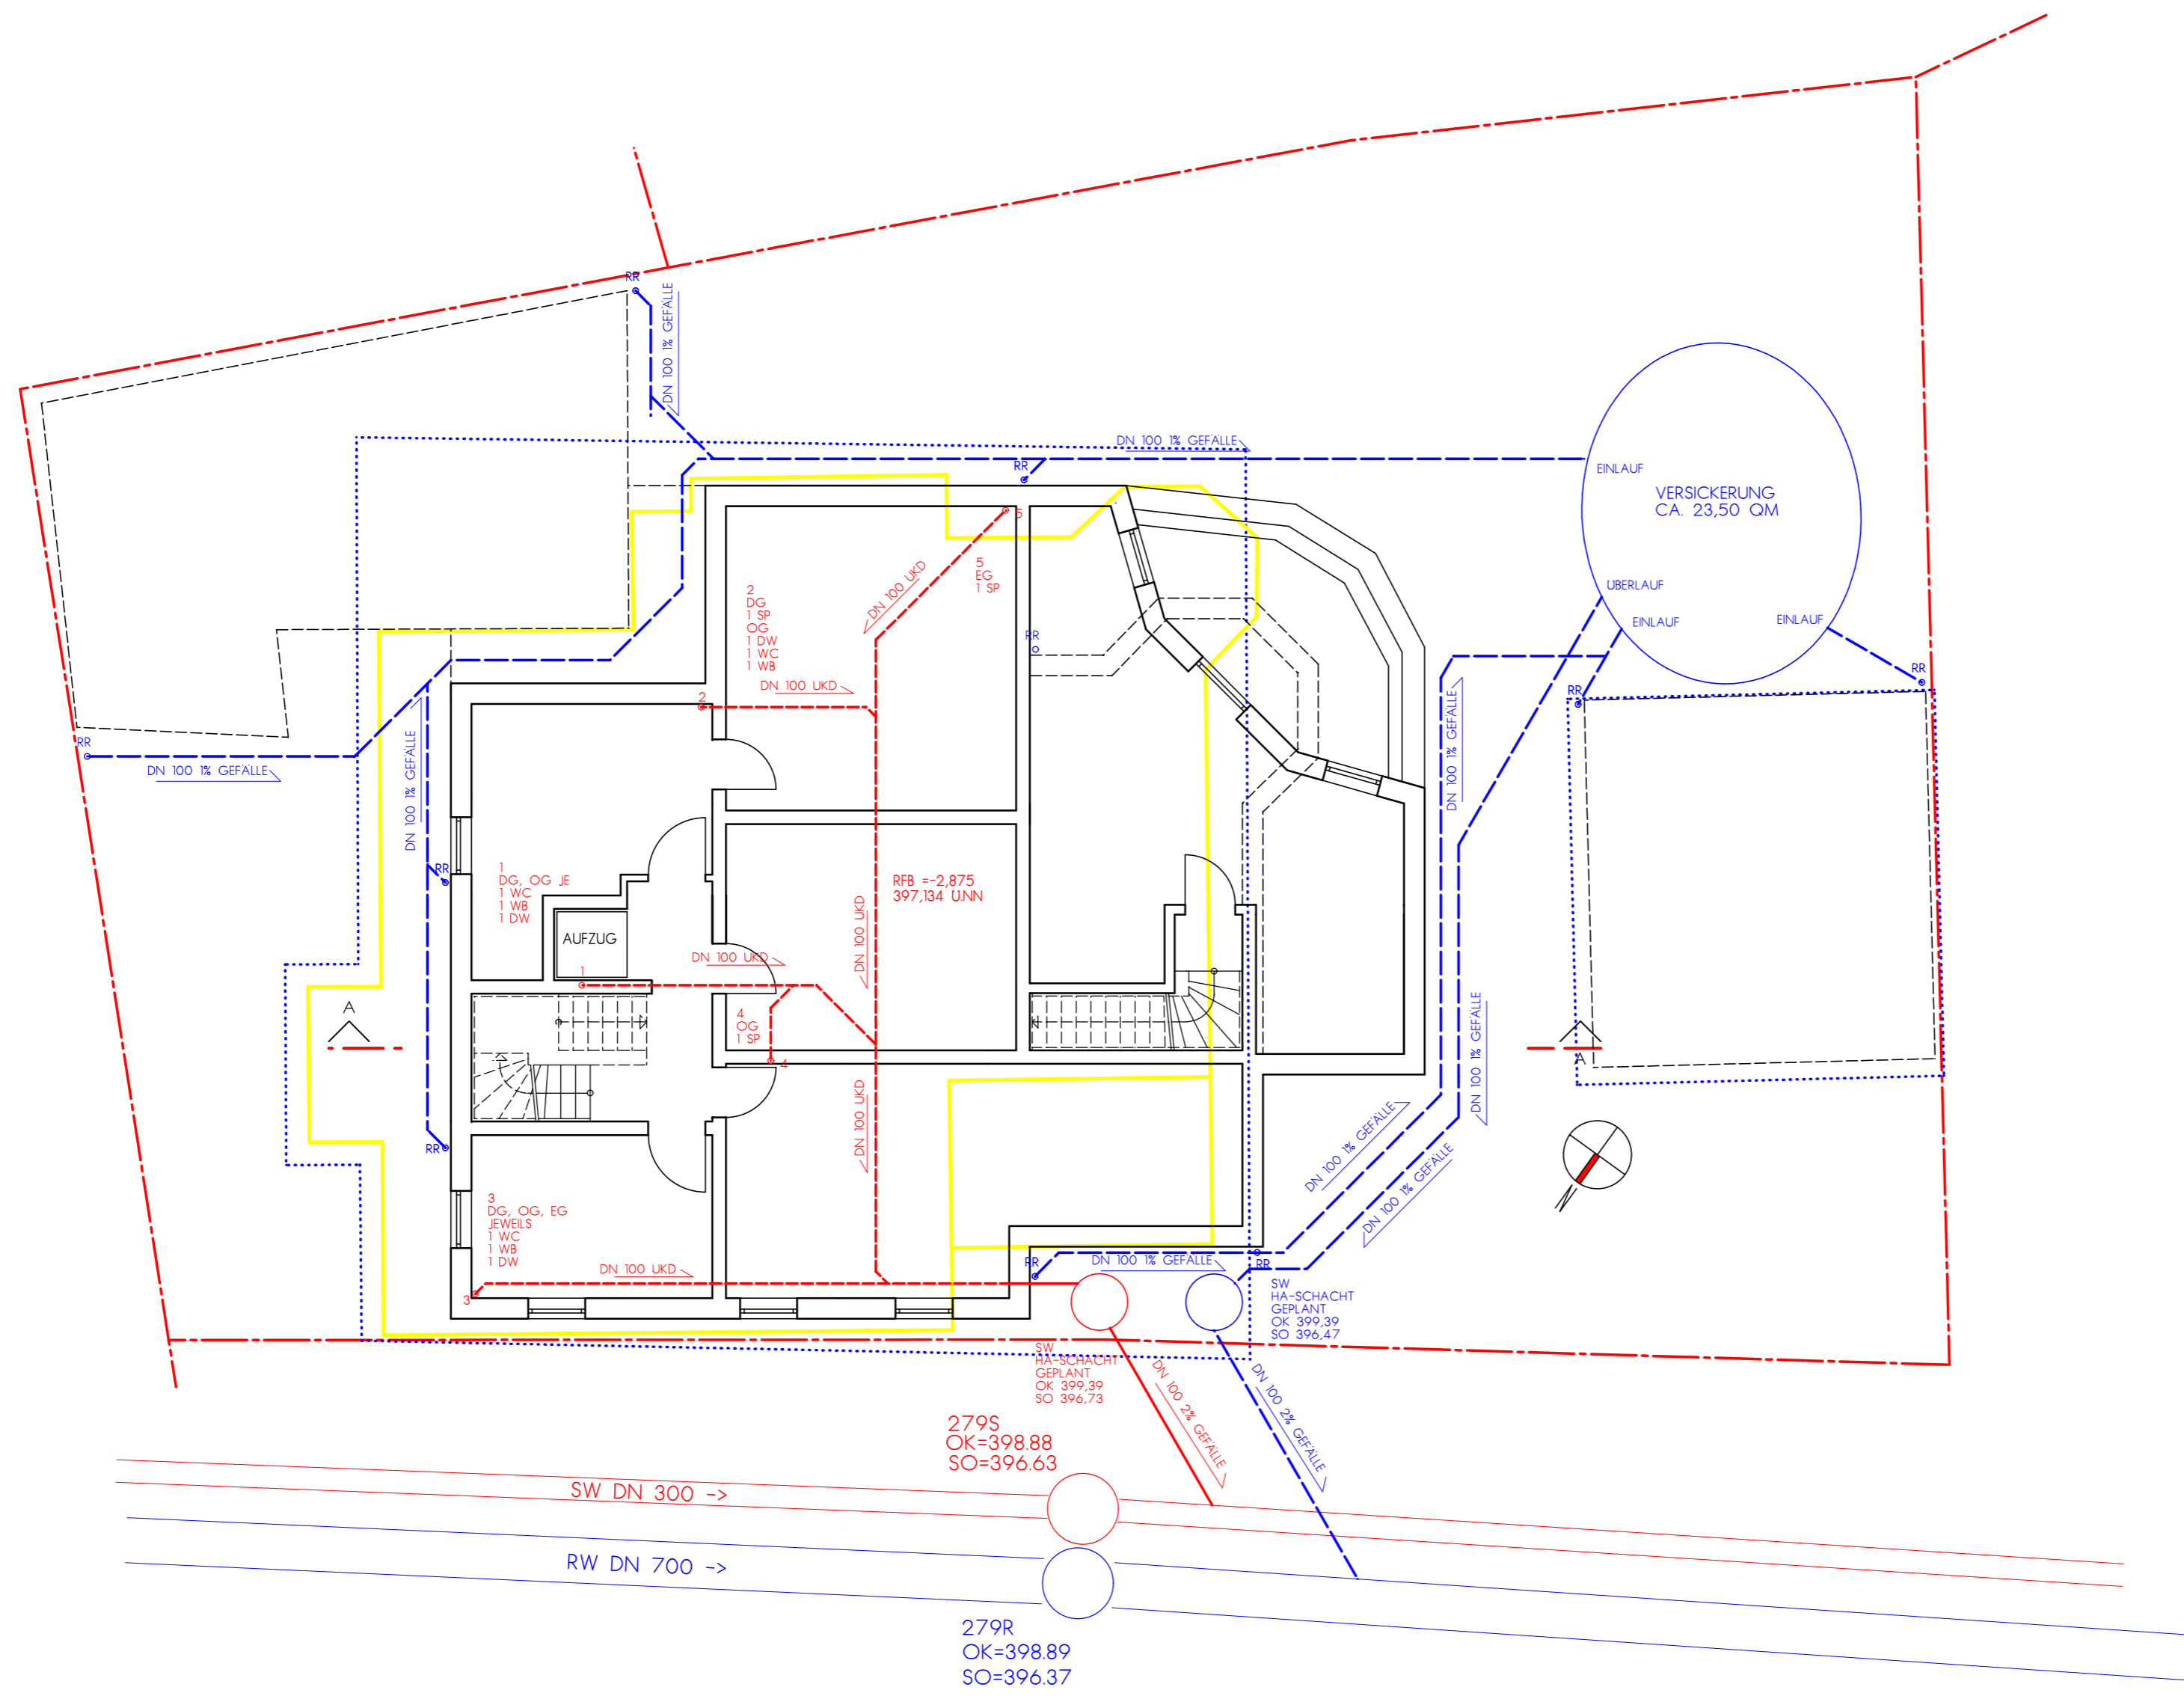 RR
DN 100 1% GEFÄLLE
DN 100 1% GEFÄLLE
RR
EINLAUF
VERSICKERUNG
CA. 23,50 QM
ÜBERLAUF
EINLAUF
EINLAUF
RR
RR
RR
DN 100 1% GEFÄLLE
DN 100 1% GEFÄLLE
RR
RR
5
5
EG
1 SP
DN 100 UKD
2
DG
1 SP
OG
1 DW
1 WC
1 WB
DN 100 UKD
2
RR
DN 100 1% GEFÄLLE
1
DG, OG JE
1 WC
1 WB
1 DW
AUFZUG
1
RFB =-2,875
397,134 Ü.NN
DN 100 UKD
DN 100 UKD
4
OG
1 SP
4
DN 100 UKD
A
A
DN 100 1% GEFÄLLE
DN 100 1% GEFÄLLE
DN 100 1% GEFÄLLE
3
DG, OG, EG
JEWEILS
1 WC
1 WB
1 DW
DN 100 UKD
3
RR
DN 100 1% GEFÄLLE
RR
SW
HA-SCHACHT
GEPLANT
OK 399,39
SO 396,47
SW
HA-SCHACHT
GEPLANT
OK 399,39
SO 396,73
DN 100 2% GEFÄLLE
DN 100 2% GEFÄLLE
279S
OK=398.88
SO=396.63
SW DN 300 ->
RW DN 700 ->
279R
OK=398.89
SO=396.37